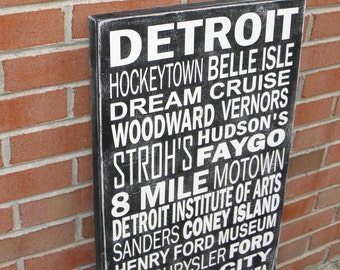 DETROIT
HOCKEYTOWN BELLE ISLE
DREAM CRUISE
WOODWARD VERNORS
STROH'S HUDSON'S
FAYGO
8 MILE MOTOWN
DETROIT INSTITUTE OF ARTS
SANDERS CONEY ISLAND
HENRY FORD MUSEUM
CHRYSLER FORD
CITY